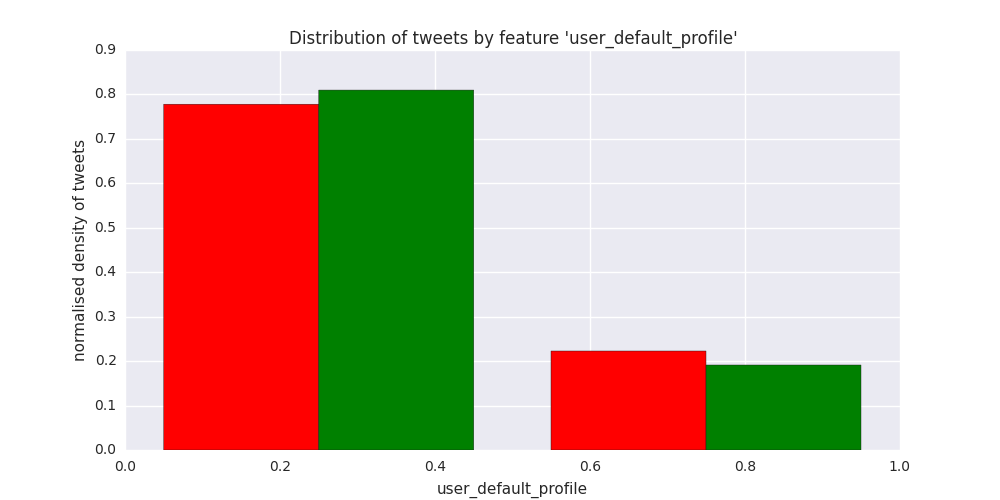 Distribution of tweets by feature 'user_default_profile'
normalised density of tweets
0.9
0.8
0.7
0.6
0.5
0.4
0.3
0.2
0.1
0.0
0.0 0.2 0.4 0.6 0.8 1.0
user_default_profile